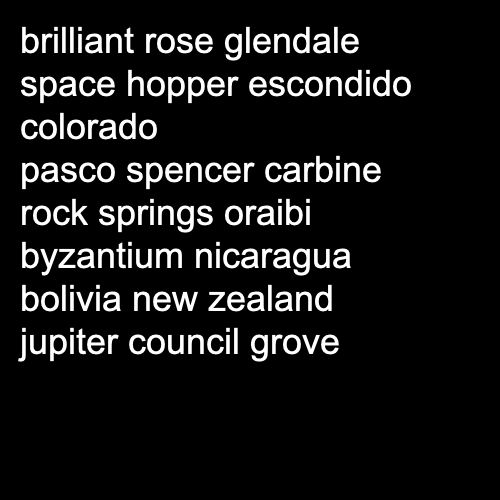 brilliant rose glendale
space hopper escondido
colorado
pasco spencer carbine
rock springs oraibi
byzantium nicaragua
bolivia new zealand
jupiter council grove